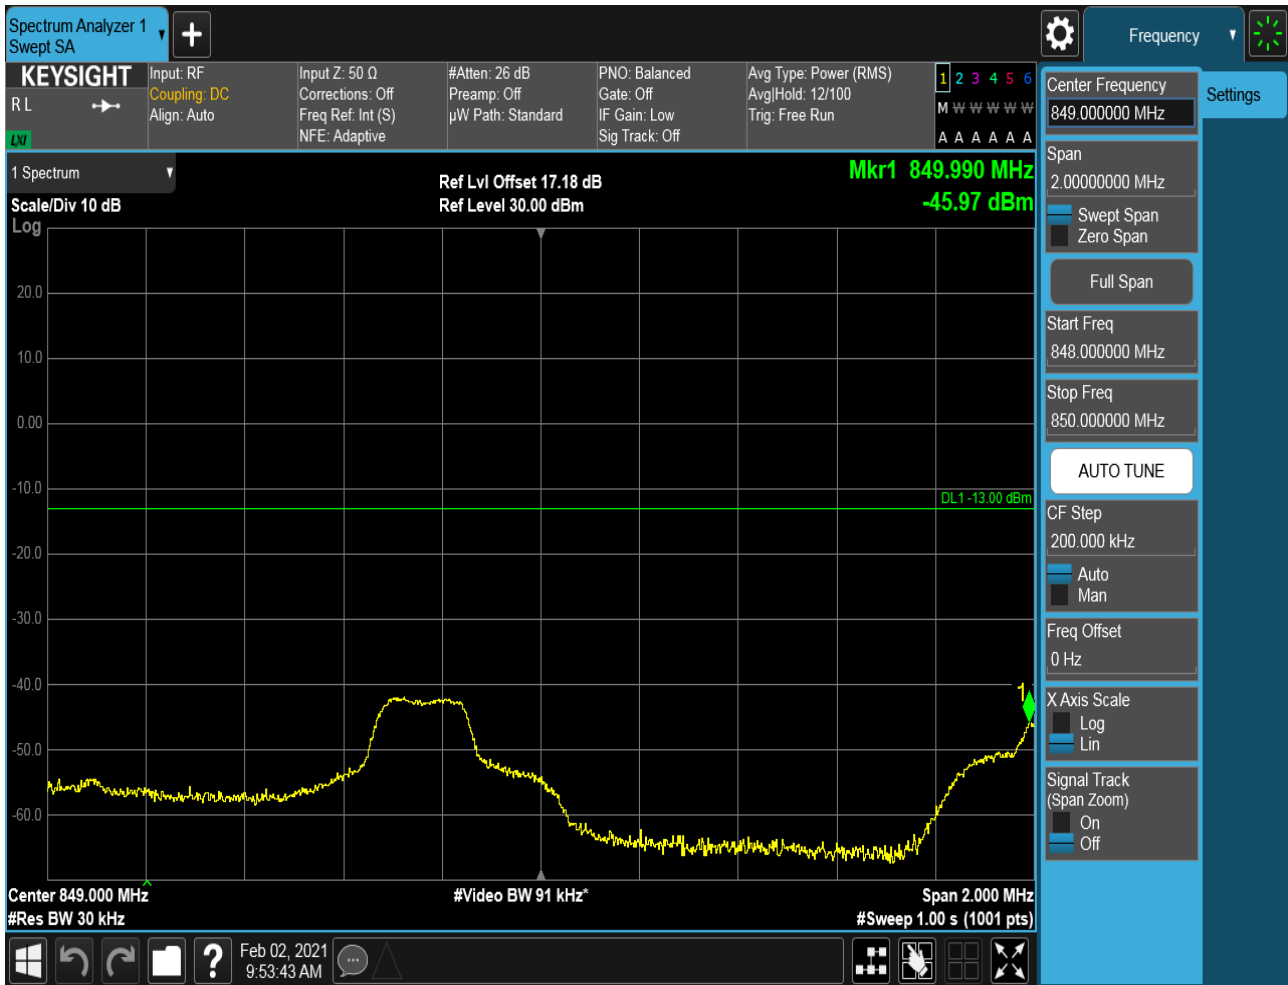 Spectrum Analyzer 1
Swept SA
Frequency
KEYSIGHT
R L
LXI
Input: RF
Coupling: DC
Align: Auto
Input Z: 50 Ω
Corrections: Off
Freq Ref: Int (S)
NFE: Adaptive
#Atten: 26 dB
Preamp: Off
µW Path: Standard
PNO: Balanced
Gate: Off
IF Gain: Low
Sig Track: Off
Avg Type: Power (RMS)
Avg|Hold: 12/100
Trig: Free Run
1 2 3 4 5 6
M W W W W W
A A A A A A
1 Spectrum
Scale/Div 10 dB
Log
Ref Lvl Offset 17.18 dB
Ref Level 30.00 dBm
Mkr1 849.990 MHz
-45.97 dBm
20.0
10.0
0.00
-10.0
DL1 -13.00 dBm
-20.0
-30.0
-40.0
1
-50.0
-60.0
Center 849.000 MHz
#Video BW 91 kHz*
Span 2.000 MHz
#Res BW 30 kHz
#Sweep 1.00 s (1001 pts)
Center Frequency
849.000000 MHz
Settings
Span
2.00000000 MHz
Swept Span
Zero Span
Full Span
Start Freq
848.000000 MHz
Stop Freq
850.000000 MHz
AUTO TUNE
CF Step
200.000 kHz
Auto
Man
Freq Offset
0 Hz
X Axis Scale
Log
Lin
Signal Track
(Span Zoom)
On
Off
?
Feb 02, 2021
9:53:43 AM